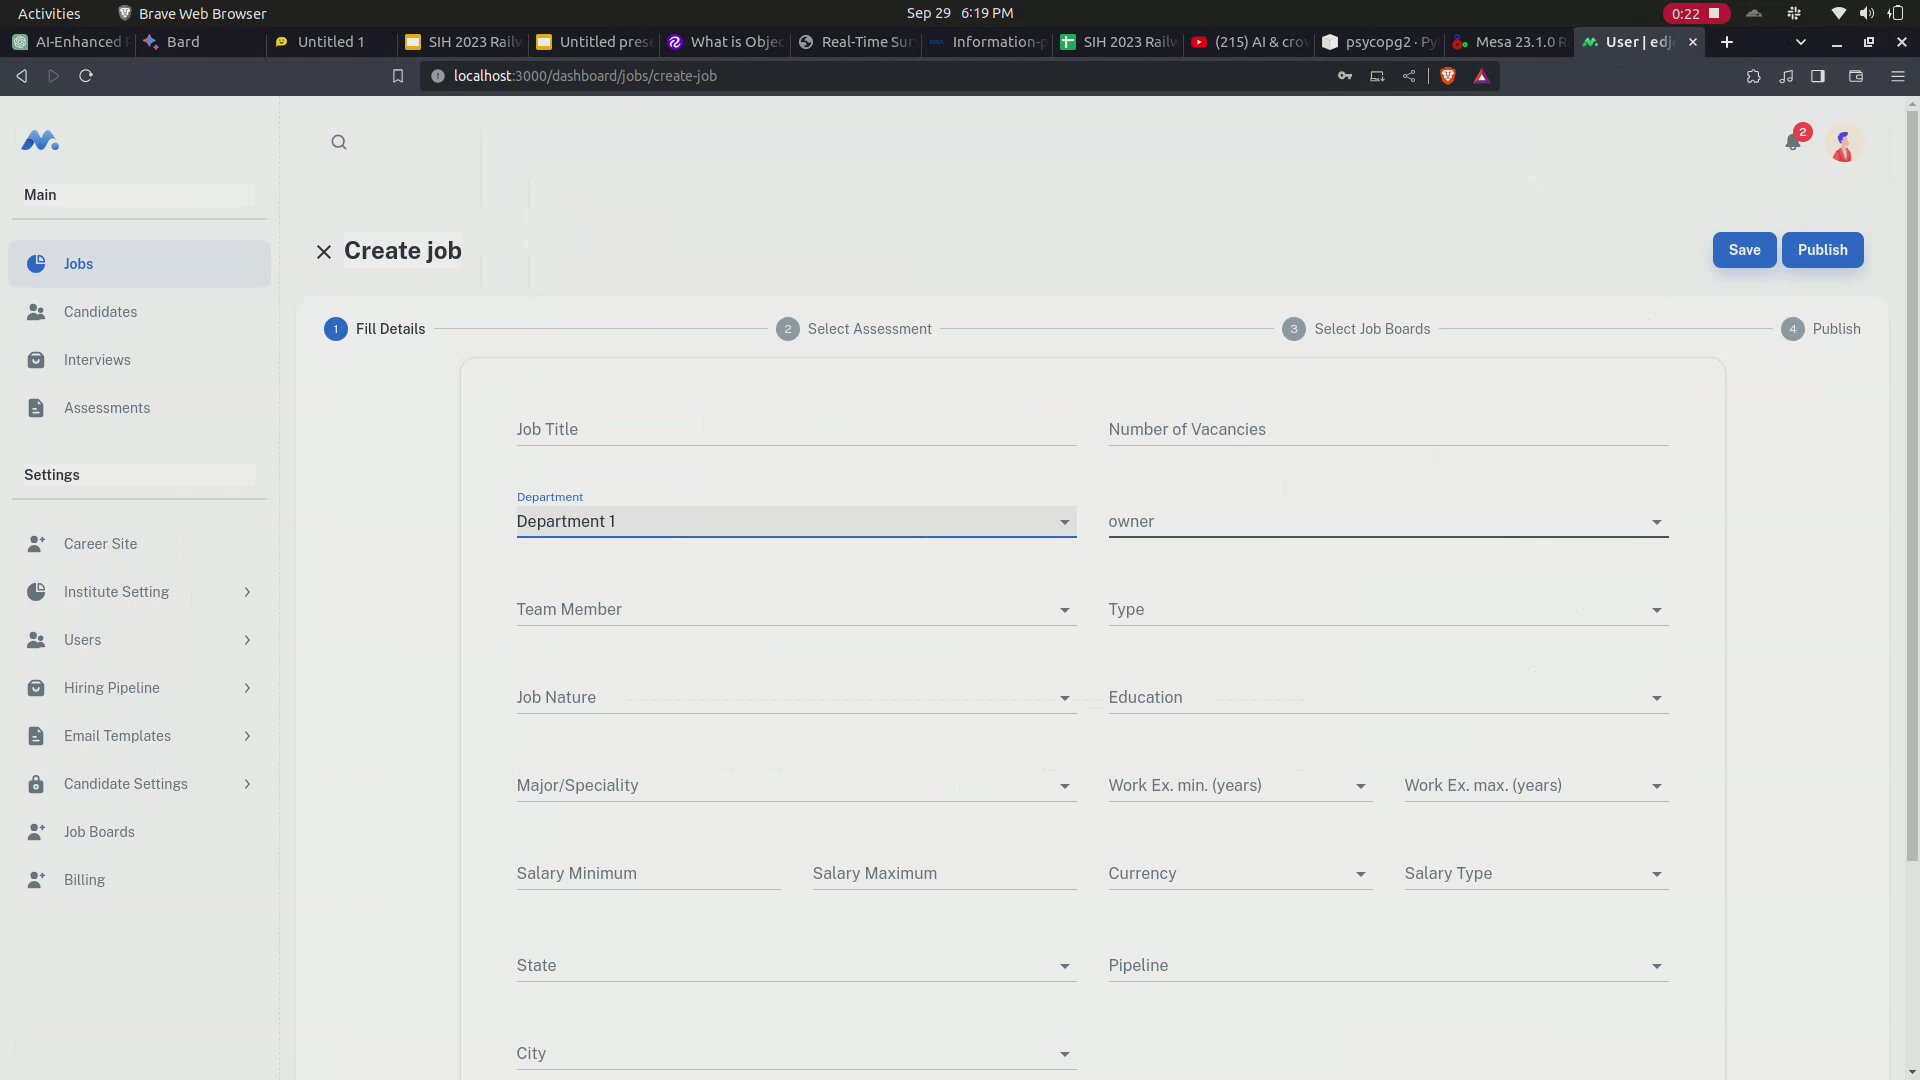 Activities
Brave Web Browser
Sep 29 6:19 PM
0:22
AI-Enhanced
Bard
Untitled 1
SIH 2023 Railw
Untitled prese
What is Objec
Real-Time Sur
Information-p
SIH 2023 Railw
(215) AI & crow
psycopg2 · Py
Mesa 23.1.0 R
User | edj
localhost:3000/dashboard/jobs/create-job
Main
Jobs
Candidates
Interviews
Assessments
Settings
Career Site
Institute Setting
Users
Hiring Pipeline
Email Templates
Candidate Settings
Job Boards
Billing
2
Create job
Save
Publish
1 Fill Details
2 Select Assessment
3 Select Job Boards
4 Publish
Job Title
Number of Vacancies
Department
Department 1
owner
Team Member
Type
Job Nature
Education
Major/Speciality
Work Ex. min. (years)
Work Ex. max. (years)
Salary Minimum
Salary Maximum
Currency
Salary Type
State
Pipeline
City